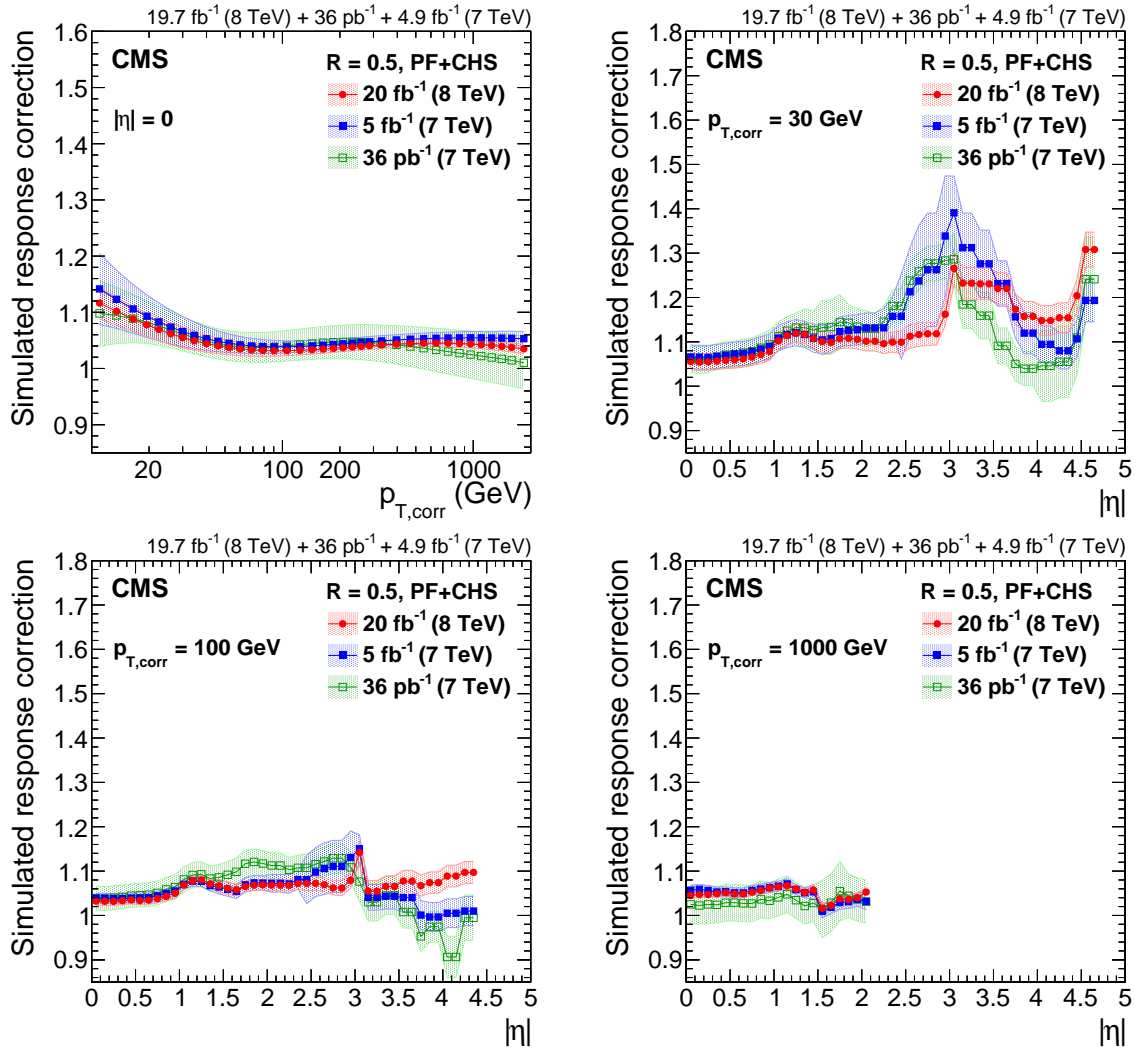 19.7 fb⁻¹ (8 TeV) + 36 pb⁻¹ + 4.9 fb⁻¹ (7 TeV)
CMS
R = 0.5, PF+CHS
20 fb⁻¹ (8 TeV)
5 fb⁻¹ (7 TeV)
36 pb⁻¹ (7 TeV)
|η| = 0
Simulated response correction
1.6
1.5
1.4
1.3
1.2
1.1
1
0.9
20 100 200 1000
p_T,corr (GeV)
19.7 fb⁻¹ (8 TeV) + 36 pb⁻¹ + 4.9 fb⁻¹ (7 TeV)
CMS
R = 0.5, PF+CHS
20 fb⁻¹ (8 TeV)
5 fb⁻¹ (7 TeV)
36 pb⁻¹ (7 TeV)
p_T,corr = 30 GeV
Simulated response correction
1.8
1.7
1.6
1.5
1.4
1.3
1.2
1.1
1
0.9
0 0.5 1 1.5 2 2.5 3 3.5 4 4.5 5
|η|
19.7 fb⁻¹ (8 TeV) + 36 pb⁻¹ + 4.9 fb⁻¹ (7 TeV)
CMS
R = 0.5, PF+CHS
20 fb⁻¹ (8 TeV)
5 fb⁻¹ (7 TeV)
36 pb⁻¹ (7 TeV)
p_T,corr = 100 GeV
Simulated response correction
1.8
1.7
1.6
1.5
1.4
1.3
1.2
1.1
1
0.9
0 0.5 1 1.5 2 2.5 3 3.5 4 4.5 5
|η|
19.7 fb⁻¹ (8 TeV) + 36 pb⁻¹ + 4.9 fb⁻¹ (7 TeV)
CMS
R = 0.5, PF+CHS
20 fb⁻¹ (8 TeV)
5 fb⁻¹ (7 TeV)
36 pb⁻¹ (7 TeV)
p_T,corr = 1000 GeV
Simulated response correction
1.8
1.7
1.6
1.5
1.4
1.3
1.2
1.1
1
0.9
0 0.5 1 1.5 2 2.5 3 3.5 4 4.5 5
|η|